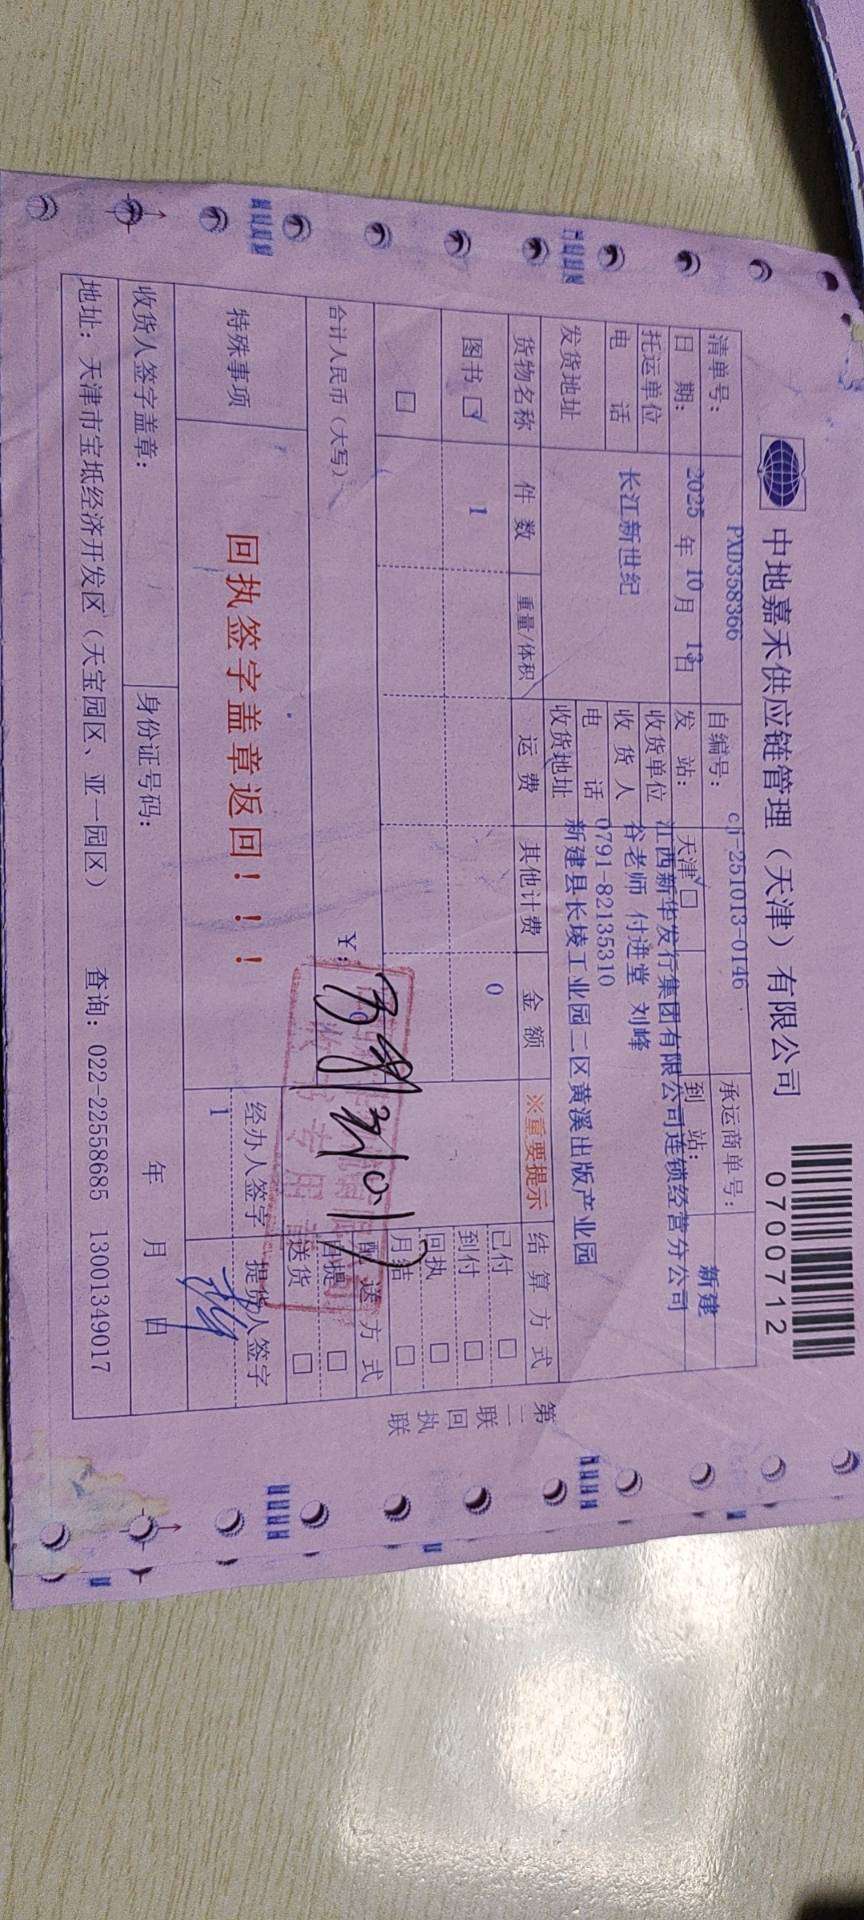 中地嘉禾供应链管理（天津）有限公司
0700712
清单号： PXD358366 自编号： cj-251013-0146 承运商单号：
日 期： 2025 年 10 月 13 日 发 站： 天津 □ 到 站： 新建
托运单位 收货单位 江西新华发行集团有限公司连锁经营分公司
电 话 长江新世纪 收 货 人 谷老师 付进堂 刘峰
电 话 0791-82135310
发货地址 收货地址 新建县长堎工业园二区黄溪出版产业园
货物名称 件 数 重量/体积 运 费 其他计费 金 额 ※重要提示 结 算 方 式
图书 □ 1 0
已付 □
到付 □
回执 □
月结 □
□
合计人民币（大写） ￥:
配 送 方 式
自提 □
送货 □
特殊事项 回执签字盖章返回！！！
经办人签字 提货人签字
1
收货人签字盖章： 身份证号码： 年 月 日
地址：天津市宝坻经济开发区（天宝园区、亚一园区） 查询：022-22558685 13001349017
第二联 回执联